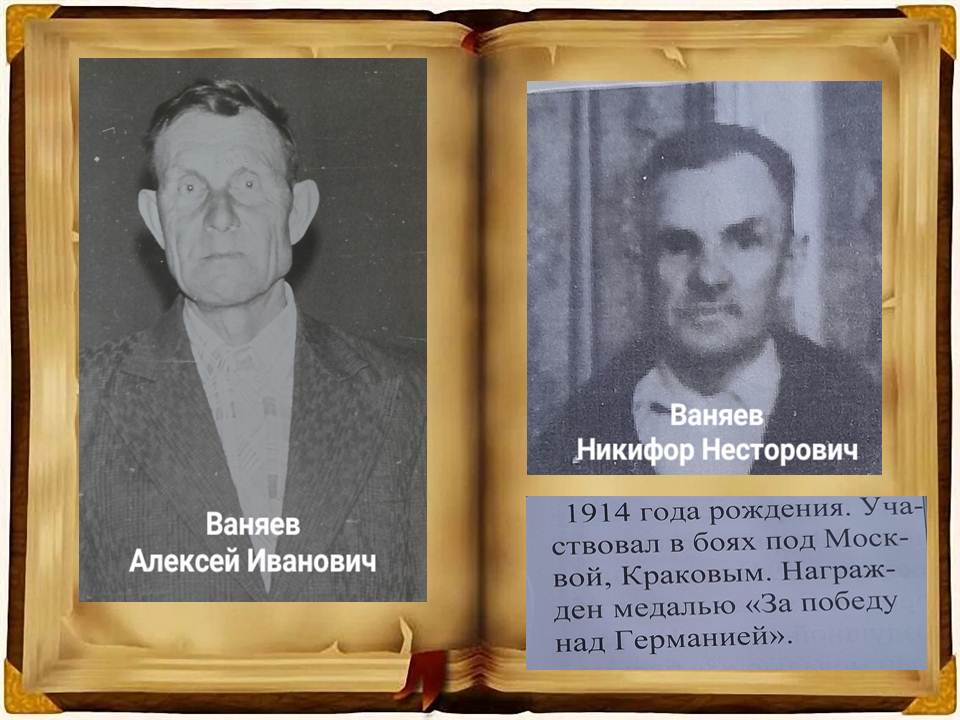 Ваняев
Алексей Иванович
Ваняев
Никифор Несторович
1914 года рождения. Уча-
ствовал в боях под Моск-
вой, Краковым. Награж-
ден медалью «За победу
над Германией».